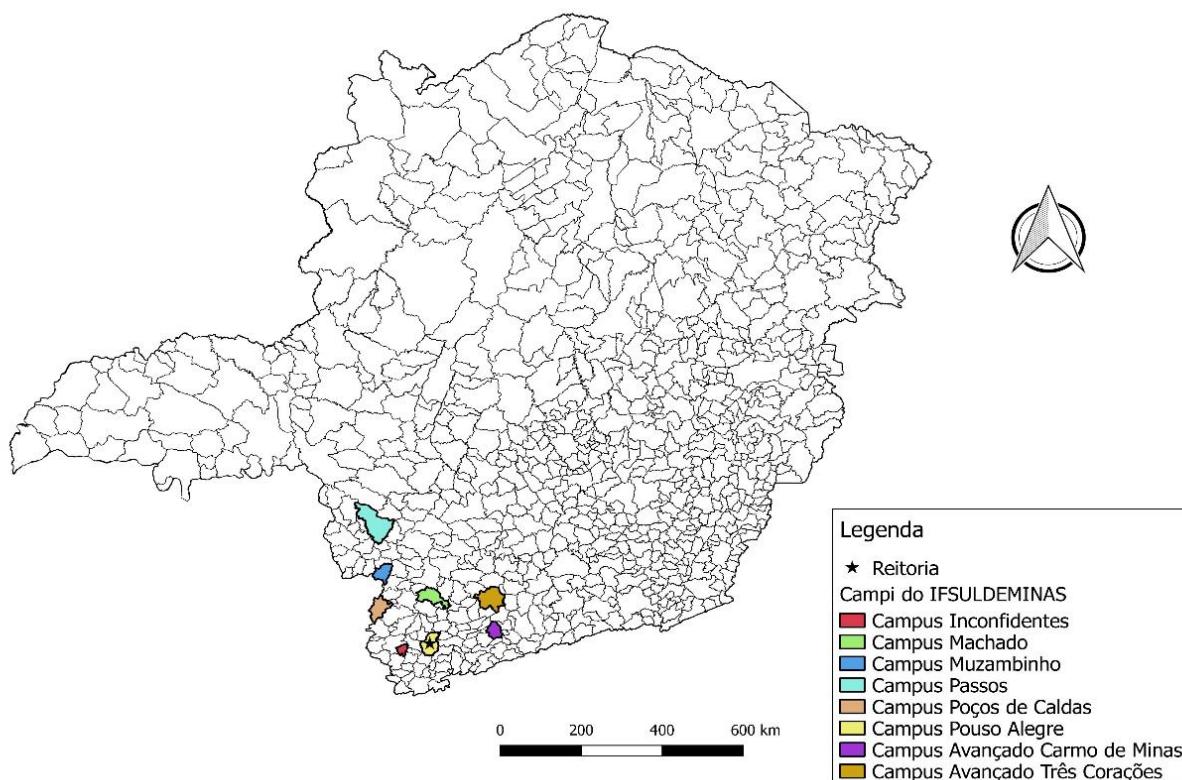 Legenda
Reitoria
Campi do IFSULDEMINAS
Campus Inconfidentes
Campus Machado
Campus Muzambinho
Campus Passos
Campus Poços de Caldas
Campus Pouso Alegre
Campus Avançado Carmo de Minas
Campus Avançado Três Corações
0 200 400 600 km